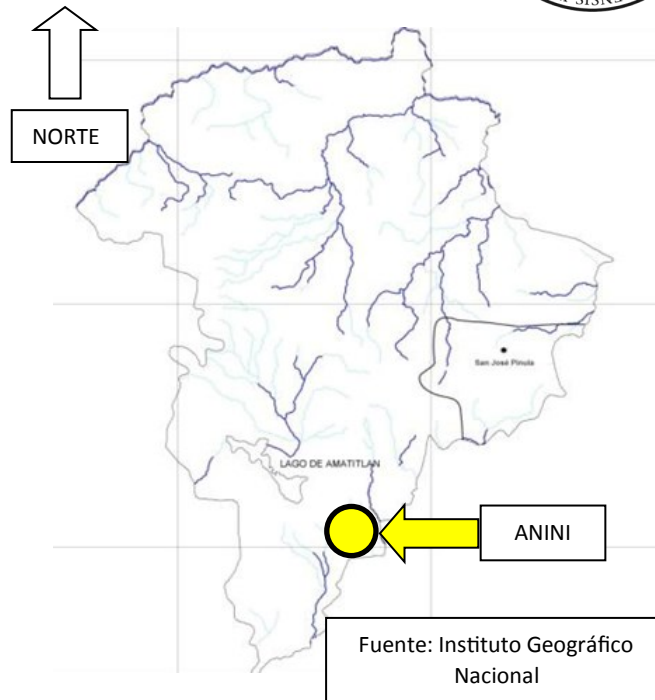 NORTE
San José Pinula
LAGO DE AMATITLAN
ANINI
Fuente: Instituto Geográfico
Nacional